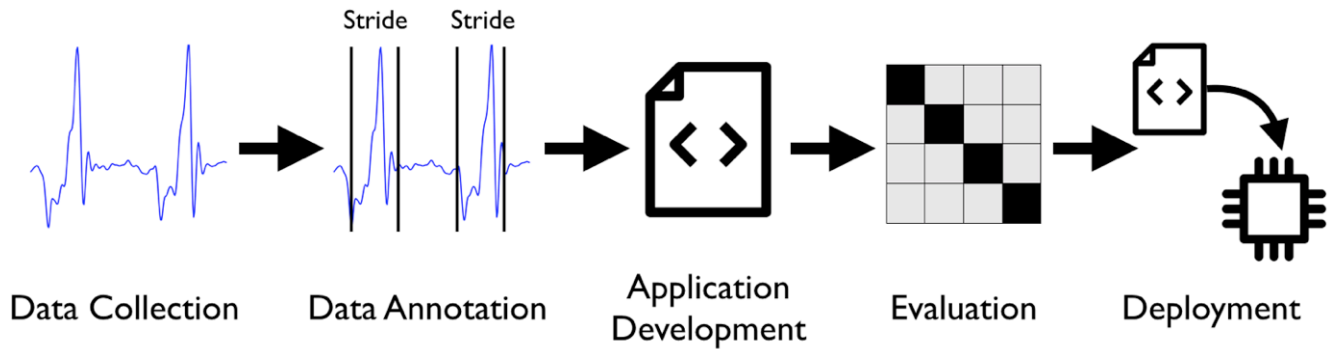 Stride Stride
Data Collection
Data Annotation
Application
Development
Evaluation
Deployment